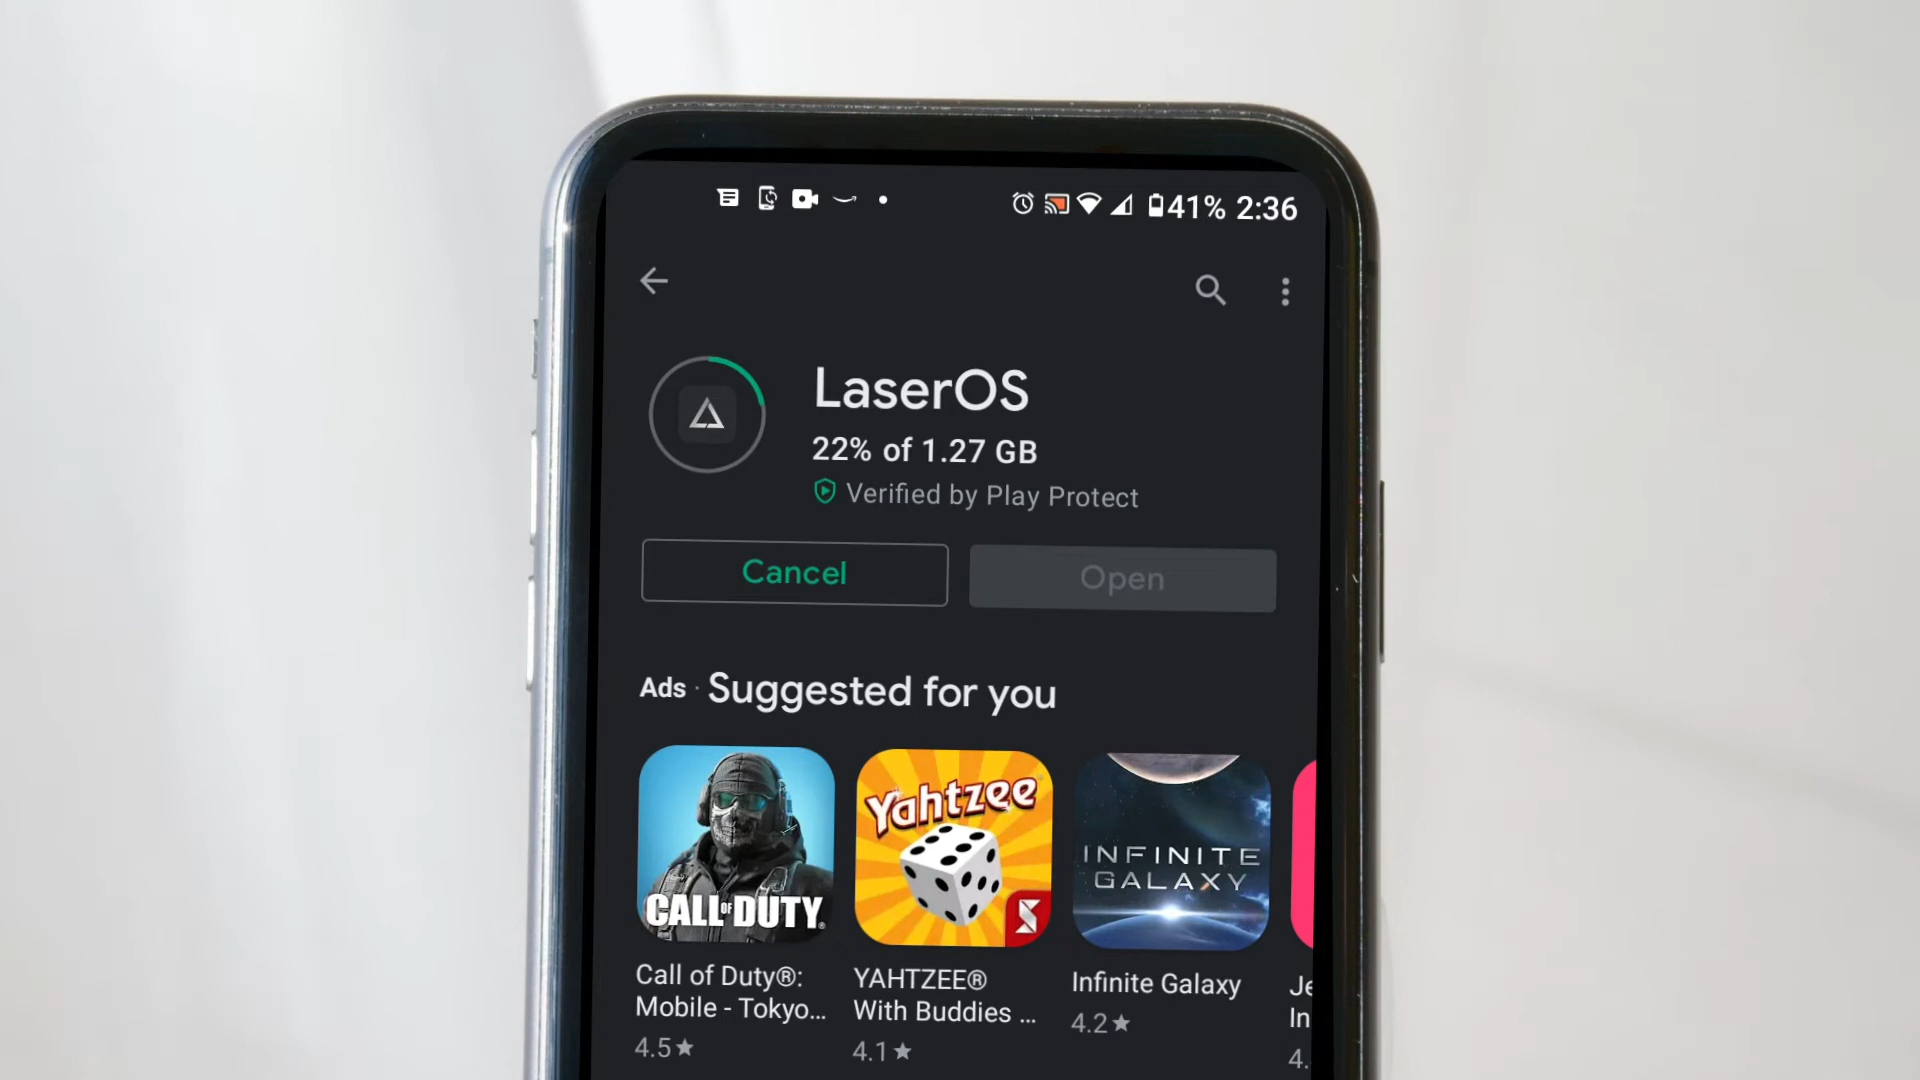 41% 2:36
LaserOS
22% of 1.27 GB
Verified by Play Protect
Cancel
Open
Ads · Suggested for you
CALL OF DUTY®
Yahtzee
INFINITE
GALAXY
Call of Duty®:
Mobile - Tokyo...
4.5★
YAHTZEE®
With Buddies ...
4.1★
Infinite Galaxy
4.2★
Je
In
4.